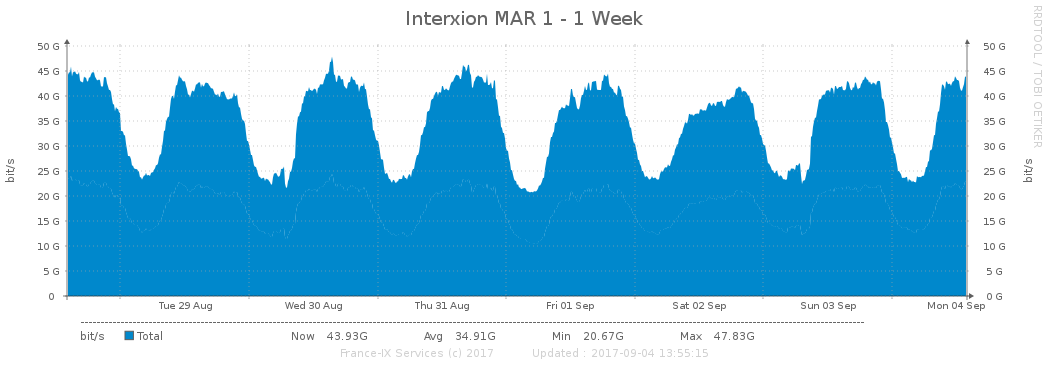 Interxion MAR 1 - 1 Week
RRDTOOL / TOBI OETIKER
bit/s
50 G 50 G
45 G 45 G
40 G 40 G
35 G 35 G
30 G 30 G
25 G 25 G
20 G 20 G
15 G 15 G
10 G 10 G
5 G 5 G
0 0 G
bit/s
Tue 29 Aug Wed 30 Aug Thu 31 Aug Fri 01 Sep Sat 02 Sep Sun 03 Sep Mon 04 Sep
bit/s Total Now 43.93G Avg 34.91G Min 20.67G Max 47.83G
France-IX Services (c) 2017 Updated : 2017-09-04 13:55:15